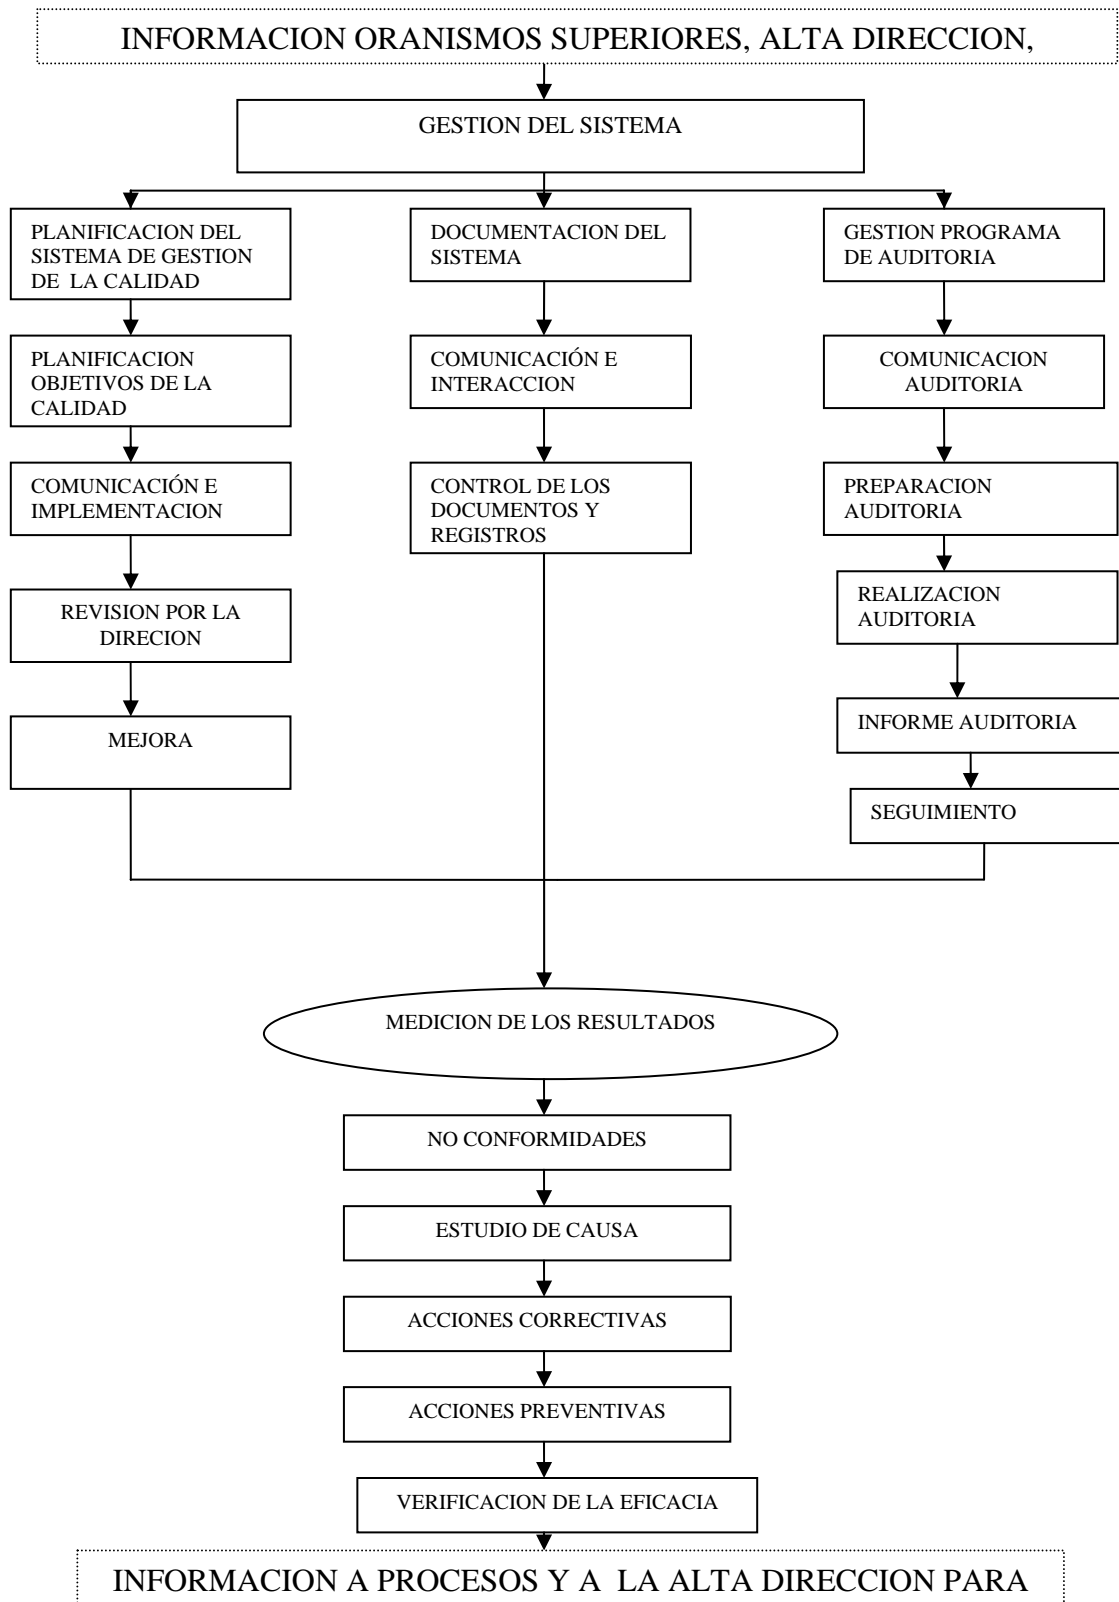 INFORMACION ORANISMOS SUPERIORES, ALTA DIRECCION,
GESTION DEL SISTEMA
PLANIFICACION DEL
SISTEMA DE GESTION
DE LA CALIDAD
PLANIFICACION
OBJETIVOS DE LA
CALIDAD
COMUNICACIÓN E
IMPLEMENTACION
REVISION POR LA
DIRECION
MEJORA
DOCUMENTACION DEL
SISTEMA
COMUNICACIÓN E
INTERACCION
CONTROL DE LOS
DOCUMENTOS Y
REGISTROS
GESTION PROGRAMA
DE AUDITORIA
COMUNICACION
AUDITORIA
PREPARACION
AUDITORIA
REALIZACION
AUDITORIA
INFORME AUDITORIA
SEGUIMIENTO
MEDICION DE LOS RESULTADOS
NO CONFORMIDADES
ESTUDIO DE CAUSA
ACCIONES CORRECTIVAS
ACCIONES PREVENTIVAS
VERIFICACION DE LA EFICACIA
INFORMACION A PROCESOS Y A LA ALTA DIRECCION PARA